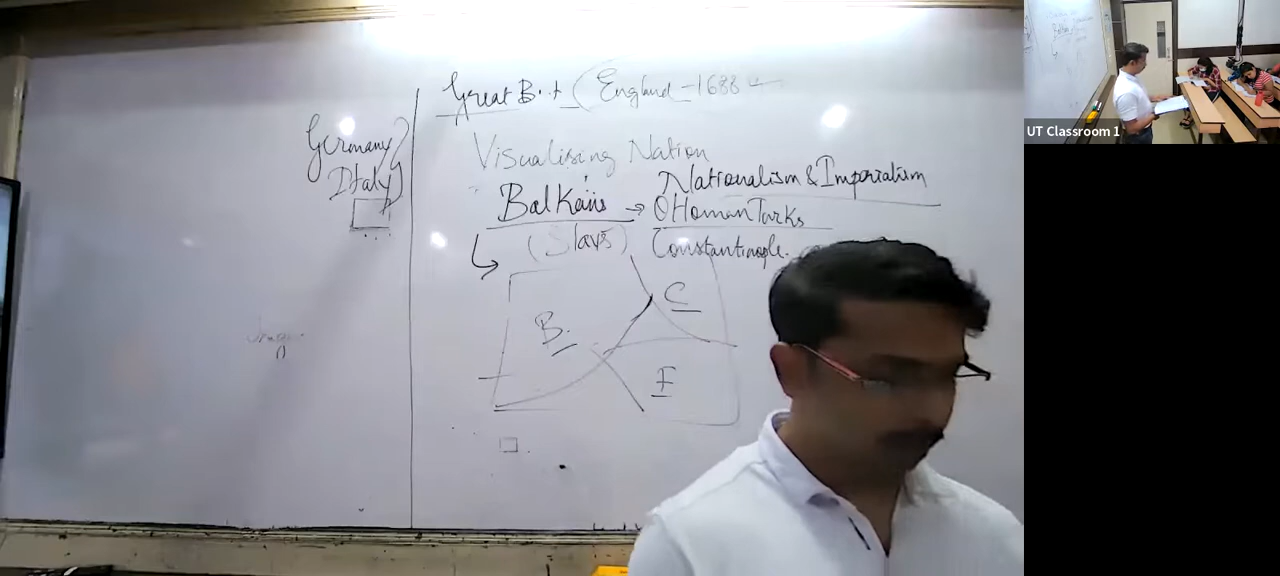 Great Brit (England - 1688
Germany
Italy
Visualising Nation
Nationalism & Imperialism
Balkans → Ottoman Turks
(Slavs) Constantinople.
B.
C
F
UT Classroom 1